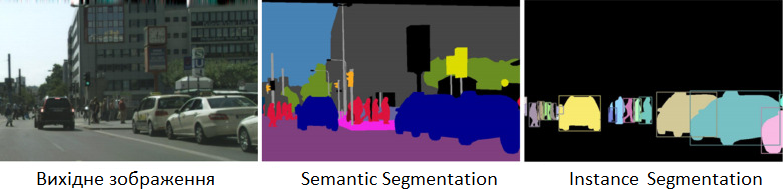 Вихідне зображення
Semantic Segmentation
Instance Segmentation